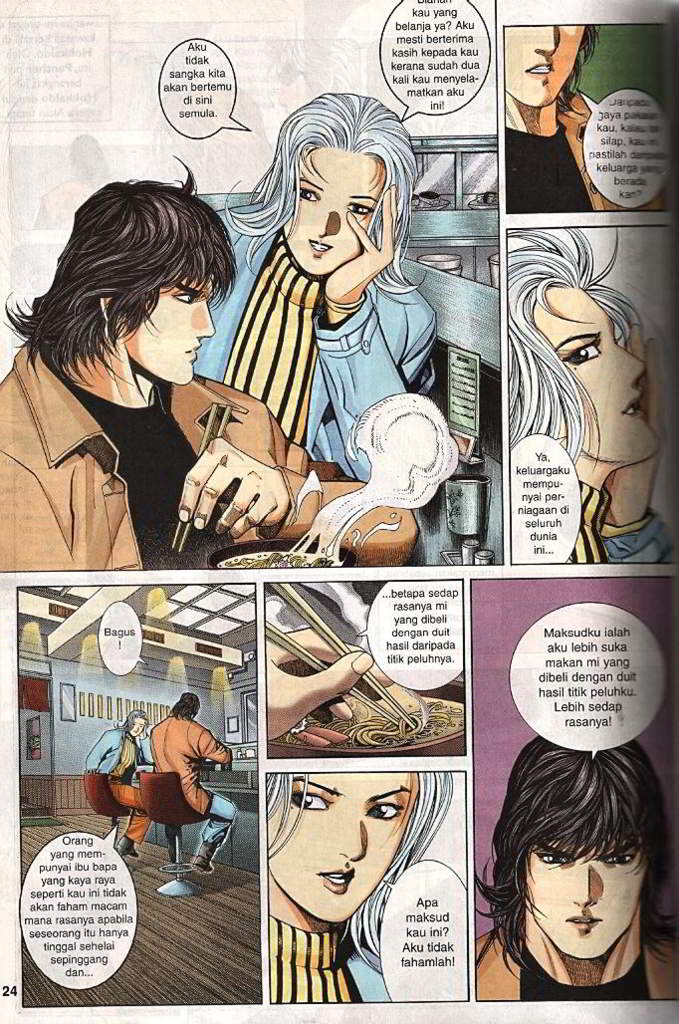 Aku
tidak
sangka kita
akan bertemu
di sini
semula.
kau yang
belanja ya? Aku
mesti berterima
kasih kepada kau
kerana sudah dua
kali kau menyela-
matkan aku
ini!
Daripada
gaya
kau,
silap, kau
pastilah daripada
keluarga yang
berada
kan?
Ya,
keluargaku
mempu-
nyai per-
niagaan di
seluruh
dunia
ini...
Bagus
!
Orang
yang mem-
punyai ibu bapa
yang kaya raya
seperti kau ini tidak
akan faham macam
mana rasanya apabila
seseorang itu hanya
tinggal sehelai
sepinggang
dan...
...betapa sedap
rasanya mi
yang dibeli
dengan duit
hasil daripada
titik peluhnya.
Apa
maksud
kau ini?
Aku tidak
fahamlah!
Maksudku ialah
aku lebih suka
makan mi yang
dibeli dengan duit
hasil titik peluhku.
Lebih sedap
rasanya!
24